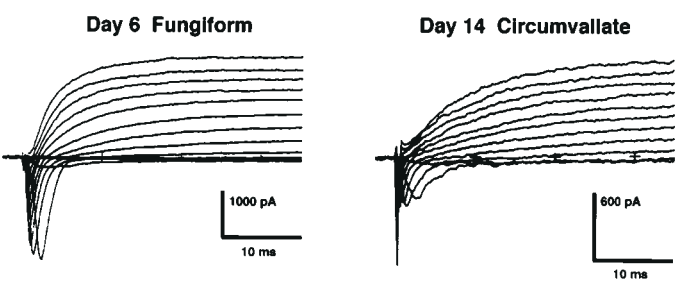 Day 6 Fungiform
Day 14 Circumvallate
1000 pA
10 ms
600 pA
10 ms